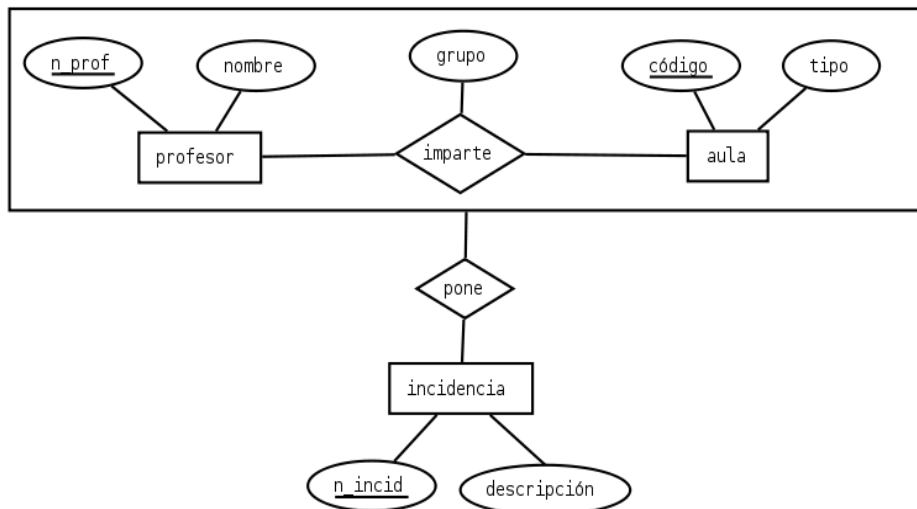 n_prof
nombre
grupo
código
tipo
profesor
imparte
aula
pone
incidencia
n_incid
descripción